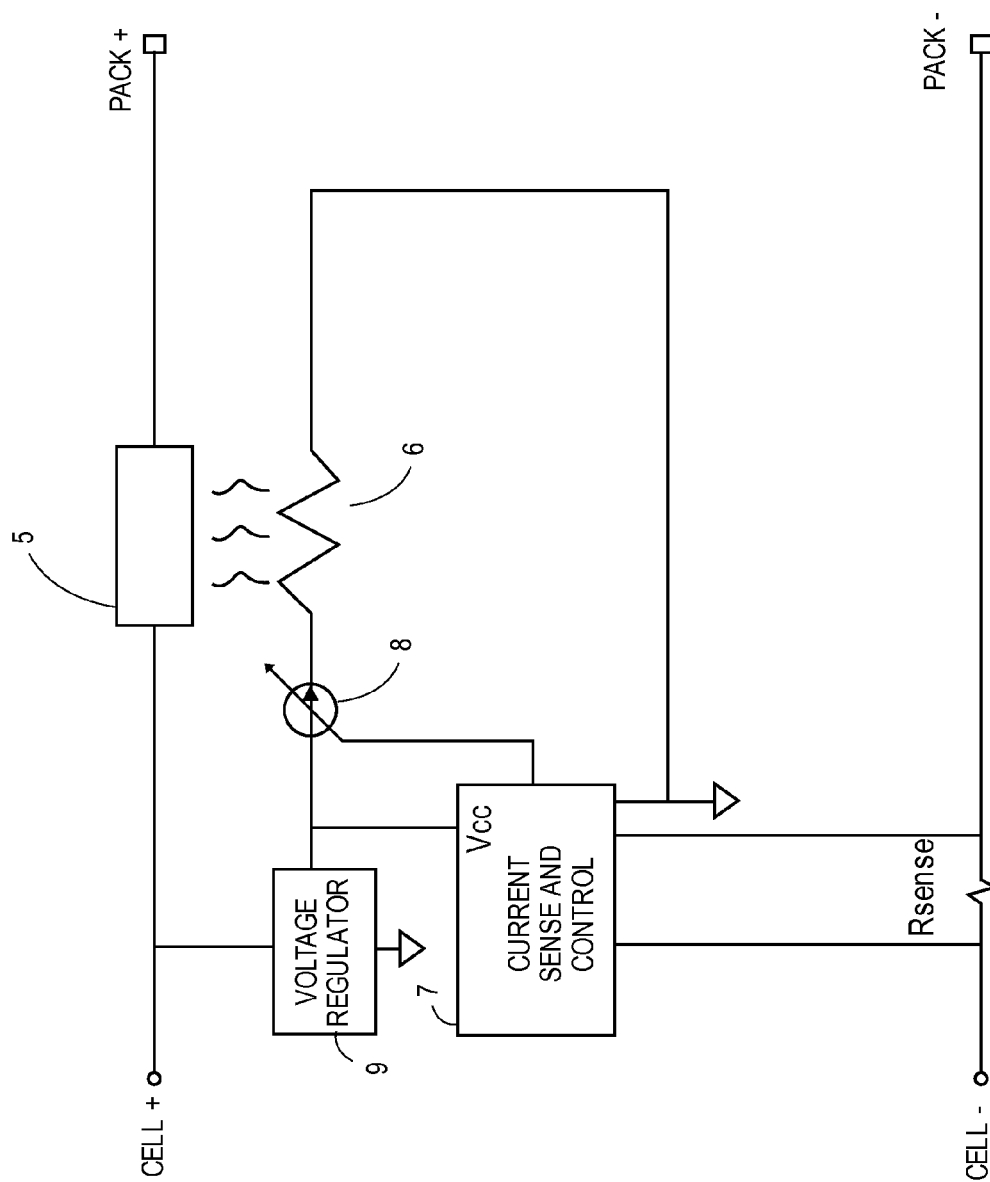 CELL +
PACK +
5
6
8
VOLTAGE
REGULATOR
9
Vcc
CURRENT
SENSE AND
CONTROL
7
Rsense
CELL -
PACK -